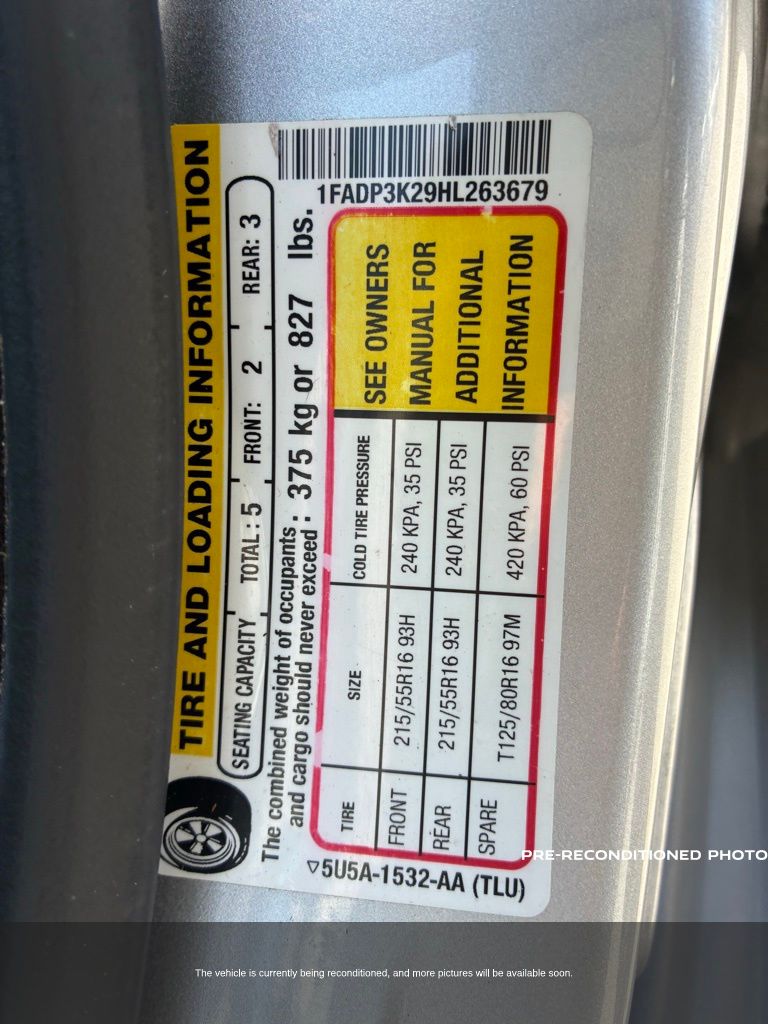 1FADP3K29HL263679
TIRE AND LOADING INFORMATION
SEATING CAPACITY TOTAL : 5 FRONT: 2 REAR: 3
The combined weight of occupants
and cargo should never exceed : 375 kg or 827 lbs.
TIRE SIZE COLD TIRE PRESSURE
FRONT 215/55R16 93H 240 KPA, 35 PSI
REAR 215/55R16 93H 240 KPA, 35 PSI
SPARE T125/80R16 97M 420 KPA, 60 PSI
SEE OWNERS
MANUAL FOR
ADDITIONAL
INFORMATION
5U5A-1532-AA (TLU)
PRE-RECONDITIONED PHOTO
The vehicle is currently being reconditioned, and more pictures will be available soon.